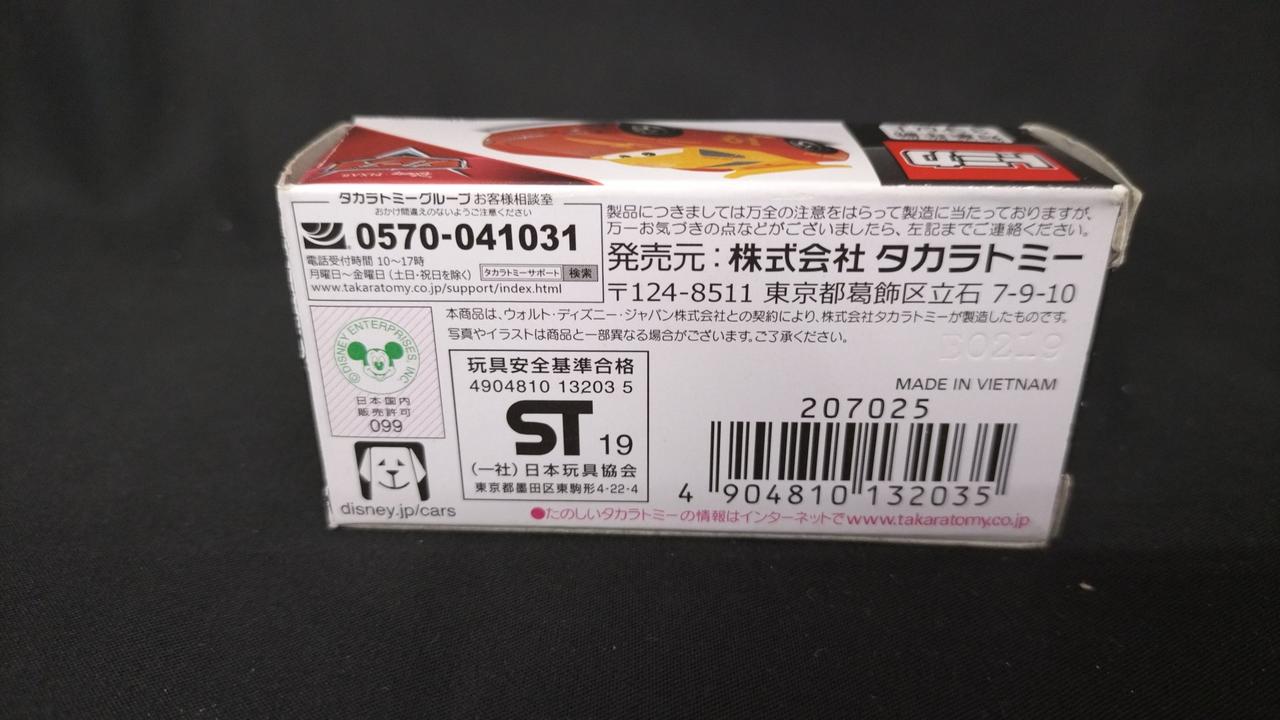 DISNEY PIXAR
トミカ
タカラトミーグループ お客様相談室
おかけ間違えのないようご注意ください
0570-041031
電話受付時間 10〜17時
月曜日〜金曜日 (土・祝日を除く)
タカラトミーサポート 検索
www.takaratomy.co.jp/support/index.html
製品につきましては万全の注意をはらって製造に当たっておりますが、
万一お気づきの点などがございましたら、左記までご連絡ください。
発売元:株式会社 タカラトミー
〒124-8511 東京都葛飾区立石 7-9-10
本商品は、ウォルト・ディズニー・ジャパン株式会社との契約により、株式会社タカラトミーが製造したものです。
写真やイラストは商品と一部異なる場合がございます。ご了承ください。
©DISNEY ENTERPRISES, INC
日本国内
販売許可
099
disney.jp/cars
玩具安全基準合格
4904810 13203 5
ST 19
(一社)日本玩具協会
東京都墨田区東駒形4-22-4
E0219
MADE IN VIETNAM
207025
4 904810 132035
●たのしいタカラトミーの情報はインターネットでwww.takaratomy.co.jp